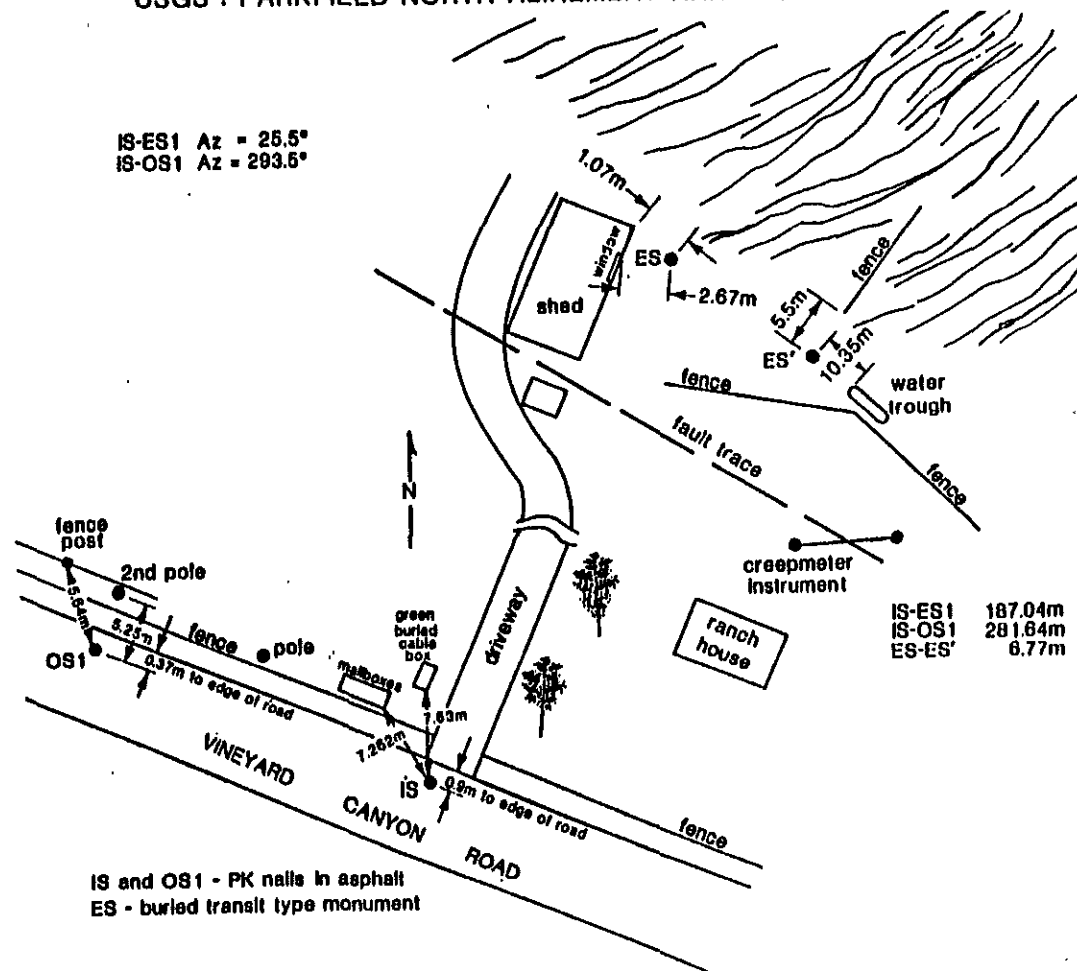 IS-ES1 Az = 25.5°
IS-OS1 Az = 293.5°
1.07m
window
ES
2.67m
shed
fence
5.5m
ES'
10.35m
water
trough
fence
fault trace
fence
N
creepmeter
instrument
fence
post
2nd pole
5.64m
OS1
5.25m
0.37m to edge of road
fence
pole
mailboxes
green
buried
cable
box
driveway
ranch
house
IS-ES1 187.04m
IS-OS1 281.64m
ES-ES' 6.77m
7.63m
7.262m
IS
0.9m to edge of road
fence
VINEYARD CANYON ROAD
IS and OS1 - PK nails in asphalt
ES - buried transit type monument